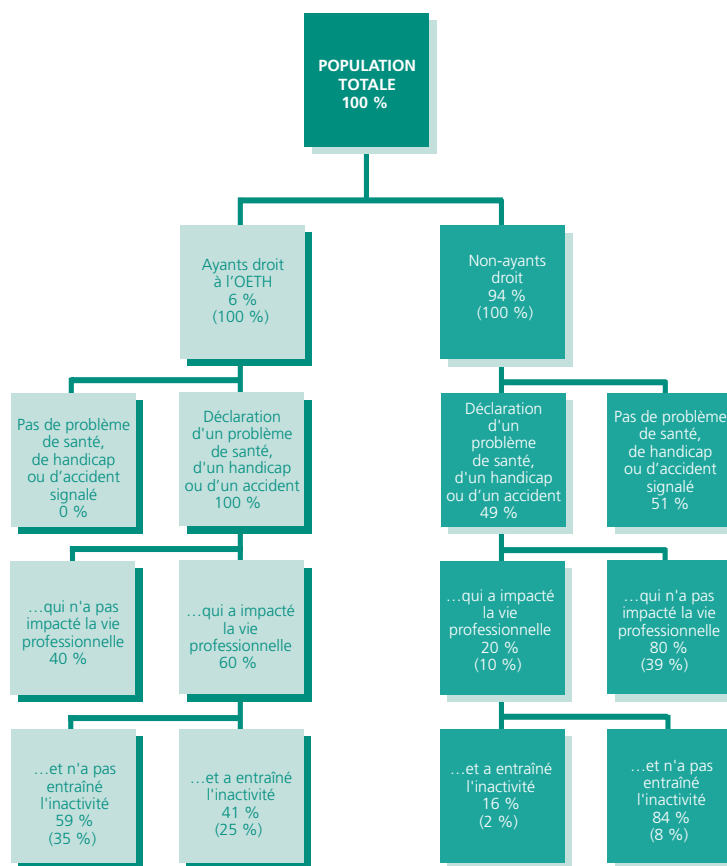 POPULATION
TOTALE
100 %
Ayants droit
à l’OETH
6 %
(100 %)
Non-ayants
droit
94 %
(100 %)
Pas de problème
de santé,
de handicap
ou d’accident
signalé
0 %
Déclaration
d'un problème
de santé,
d'un handicap
ou d’un accident
100 %
Déclaration
d'un
problème
de santé,
d'un handicap
ou d’un accident
49 %
Pas de problème
de santé,
de handicap
ou d’accident
signalé
51 %
...qui n'a pas
impacté la vie
professionnelle
40 %
...qui a impacté
la vie
professionnelle
60 %
...qui a impacté
la vie
professionnelle
20 %
(10 %)
...qui n'a pas
impacté la vie
professionnelle
80 %
(39 %)
...et n'a pas
entraîné
l'inactivité
59 %
(35 %)
...et a entraîné
l'inactivité
41 %
(25 %)
...et a entraîné
l'inactivité
16 %
(2 %)
...et n'a pas
entraîné
l'inactivité
84 %
(8 %)